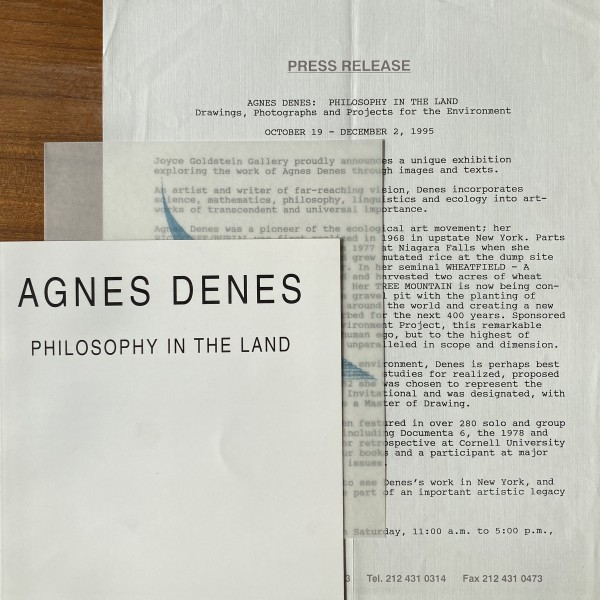 PRESS RELEASE
AGNES DENES: PHILOSOPHY IN THE LAND
Drawings, Photographs and Projects for the Environment
OCTOBER 19 - DECEMBER 2, 1995
Joyce Goldstein Gallery proudly announces a unique exhibition
exploring the work of Agnes Denes through images and texts.
An artist and writer of far-reaching vision, Denes incorporates
science, mathematics, philosophy, linguistics and ecology into art-
works of transcendent and universal importance.
Agnes Denes was a pioneer of the ecological art movement; her
in 1968 in upstate New York. Parts
1977 at Niagara Falls when she
grew mutated rice at the dump site
. In her seminal WHEATFIELD - A
and harvested two acres of wheat
Her TREE MOUNTAIN is now being con-
gravel pit with the planting of
around the world and creating a new
for the next 400 years. Sponsored
Project, this remarkable
human ego, but to the highest of
unparalleled in scope and dimension.
environment, Denes is perhaps best
studies for realized, proposed
she was chosen to represent the
Invitational and was designated, with
a Master of Drawing.
featured in over 280 solo and group
including Documenta 6, the 1978 and
retrospective at Cornell University
books and a participant at major
issues.
to see Denes's work in New York, and
part of an important artistic legacy
Saturday, 11:00 a.m. to 5:00 p.m.,
3 Tel. 212 431 0314 Fax 212 431 0473
AGNES DENES
PHILOSOPHY IN THE LAND